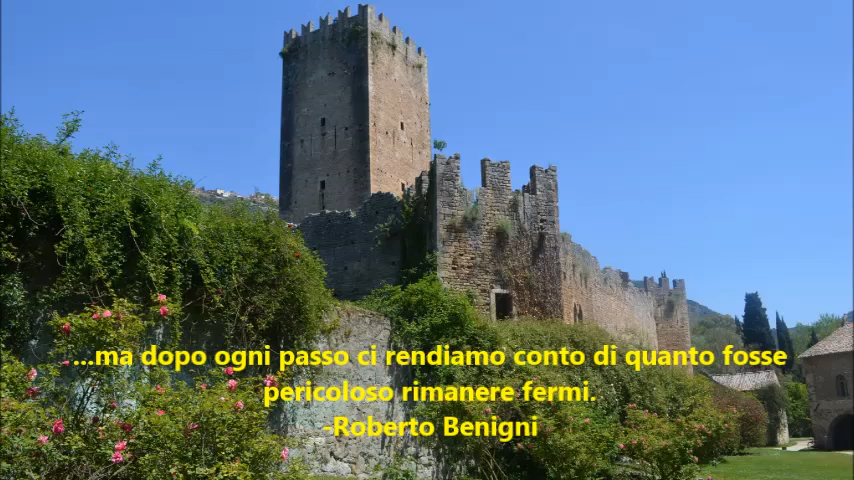 ...ma dopo ogni passo ci rendiamo conto di quanto fosse
pericoloso rimanere fermi.
-Roberto Benigni